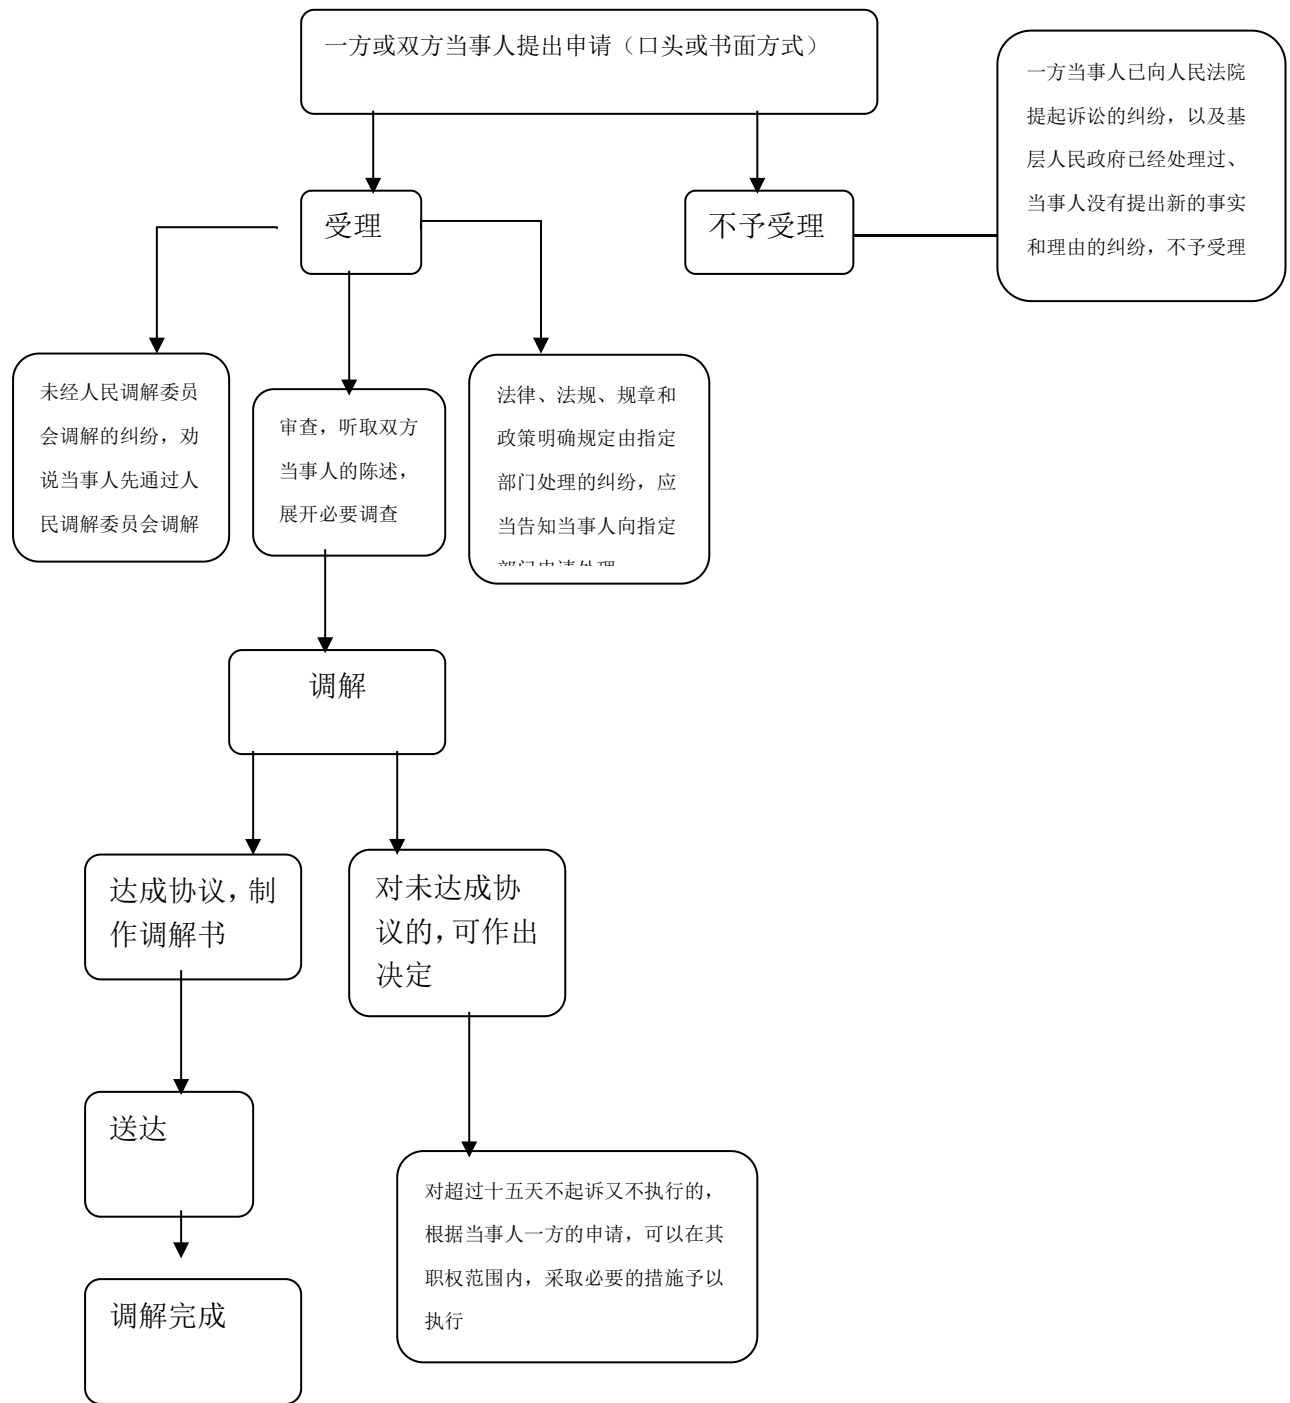 一方或双方当事人提出申请（口头或书面方式）
一方当事人已向人民法院
提起诉讼的纠纷，以及基
层人民政府已经处理过、
当事人没有提出新的事实
和理由的纠纷，不予受理
受理
不予受理
未经人民调解委员
会调解的纠纷，劝
说当事人先通过人
民调解委员会调解
审查，听取双方
当事人的陈述，
展开必要调查
法律、法规、规章和
政策明确规定由指定
部门处理的纠纷，应
当告知当事人向指定
部门申请处理
调解
达成协议，制
作调解书
对未达成协
议的，可作出
决定
送达
对超过十五天不起诉又不执行的，
根据当事人一方的申请，可以在其
职权范围内，采取必要的措施予以
执行
调解完成